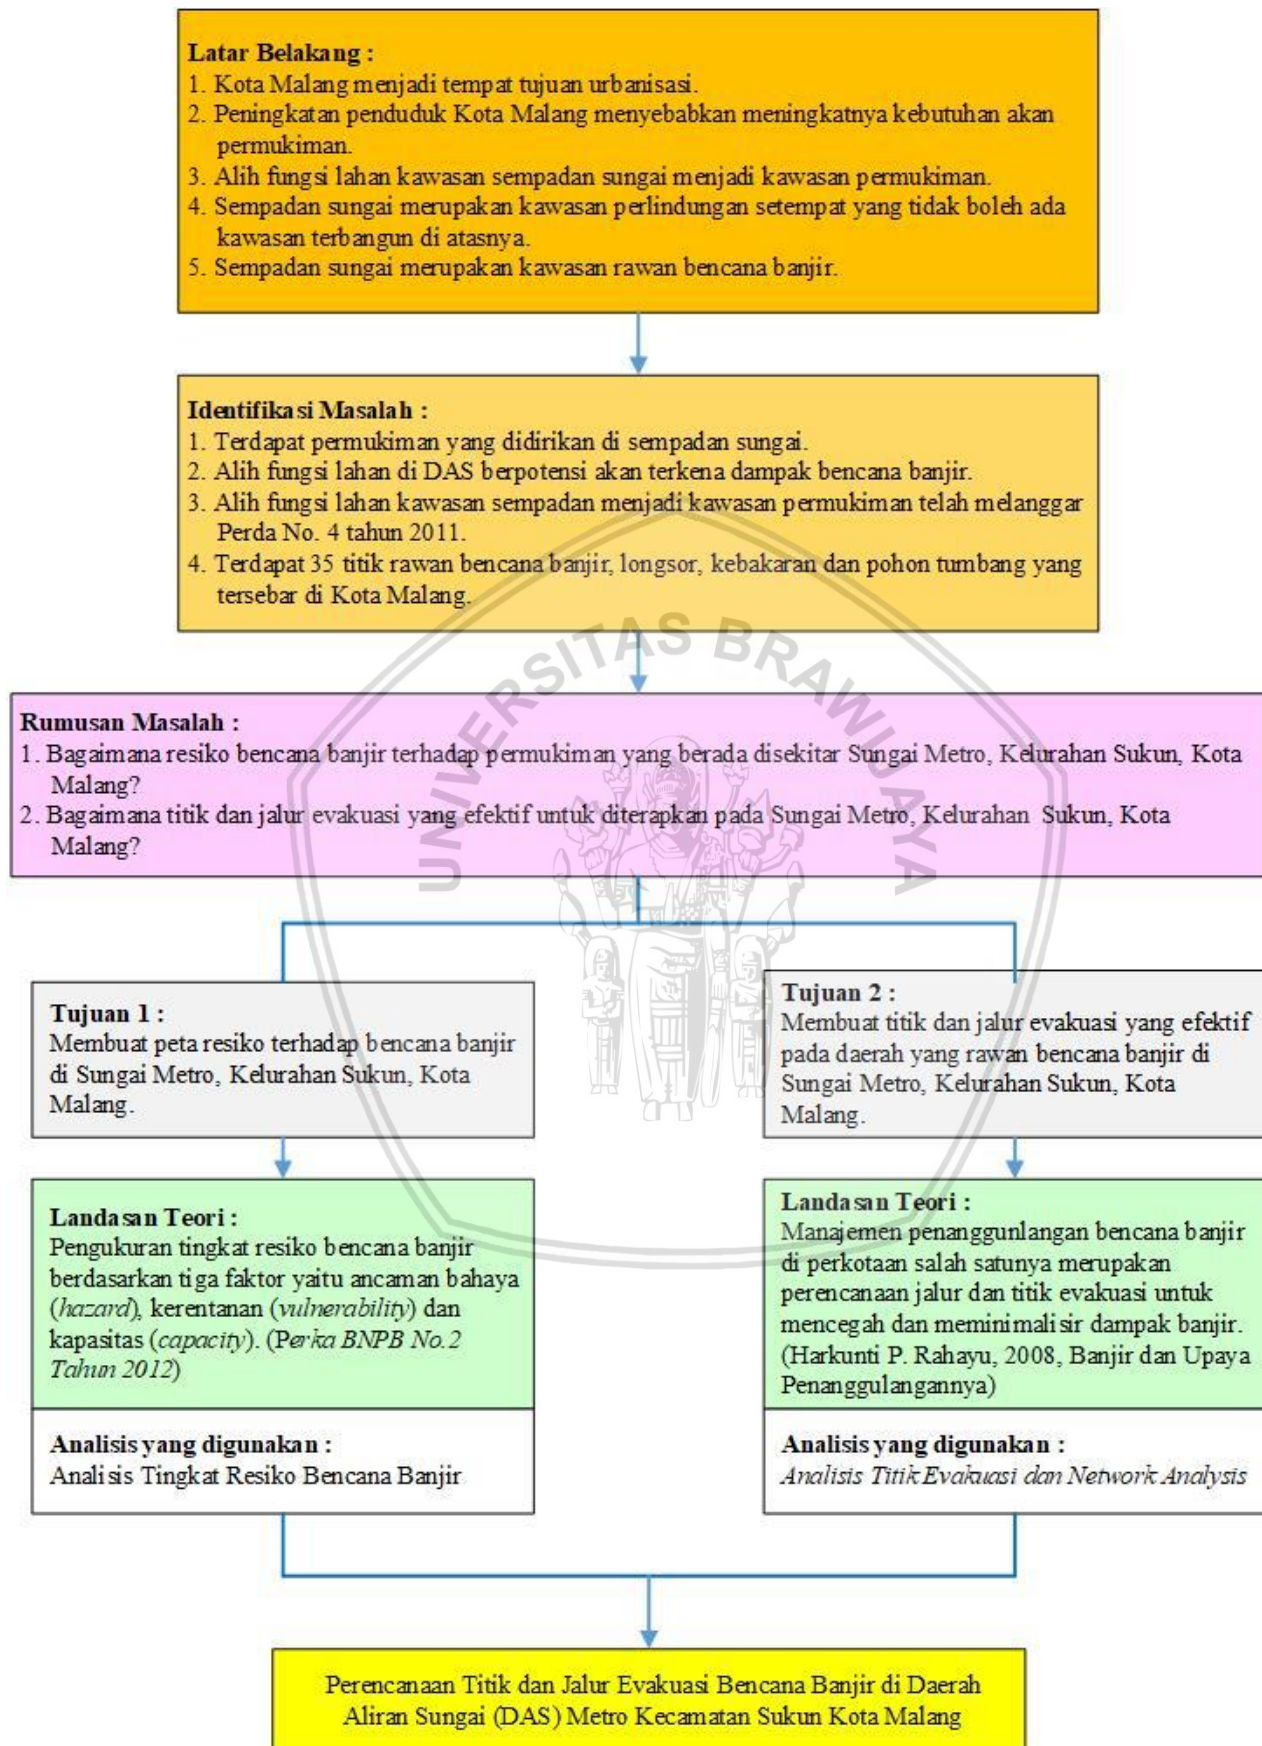 Latar Belakang :
1. Kota Malang menjadi tempat tujuan urbanisasi.
2. Peningkatan penduduk Kota Malang menyebabkan meningkatnya kebutuhan akan
permukiman.
3. Alih fungsi lahan kawasan sempadan sungai menjadi kawasan permukiman.
4. Sempadan sungai merupakan kawasan perlindungan setempat yang tidak boleh ada
kawasan terbangun di atasnya.
5. Sempadan sungai merupakan kawasan rawan bencana banjir.
Identifikasi Masalah :
1. Terdapat permukiman yang didirikan di sempadan sungai.
2. Alih fungsi lahan di DAS berpotensi akan terkena dampak bencana banjir.
3. Alih fungsi lahan kawasan sempadan menjadi kawasan permukiman telah melanggar
Perda No. 4 tahun 2011.
4. Terdapat 35 titik rawan bencana banjir, longsor, kebakaran dan pohon tumbang yang
tersebar di Kota Malang.
UNIVERSITAS BRAWIJAYA
Rumusan Masalah :
1. Bagaimana resiko bencana banjir terhadap permukiman yang berada disekitar Sungai Metro, Kelurahan Sukun, Kota
Malang?
2. Bagaimana titik dan jalur evakuasi yang efektif untuk diterapkan pada Sungai Metro, Kelurahan Sukun, Kota
Malang?
Tujuan 1 :
Membuat peta resiko terhadap bencana banjir
di Sungai Metro, Kelurahan Sukun, Kota
Malang.
Landasan Teori :
Pengukuran tingkat resiko bencana banjir
berdasarkan tiga faktor yaitu ancaman bahaya
(hazard), kerentanan (vulnerability) dan
kapasitas (capacity). (Perka BNPB No.2
Tahun 2012)
Analisis yang digunakan :
Analisis Tingkat Resiko Bencana Banjir
Tujuan 2 :
Membuat titik dan jalur evakuasi yang efektif
pada daerah yang rawan bencana banjir di
Sungai Metro, Kelurahan Sukun, Kota
Malang.
Landasan Teori :
Manajemen penanggunlangan bencana banjir
di perkotaan salah satunya merupakan
perencanaan jalur dan titik evakuasi untuk
mencegah dan meminimalisir dampak banjir.
(Harkunti P. Rahayu, 2008, Banjir dan Upaya
Penanggulangannya)
Analisis yang digunakan :
Analisis Titik Evakuasi dan Network Analysis
Perencanaan Titik dan Jalur Evakuasi Bencana Banjir di Daerah
Aliran Sungai (DAS) Metro Kecamatan Sukun Kota Malang